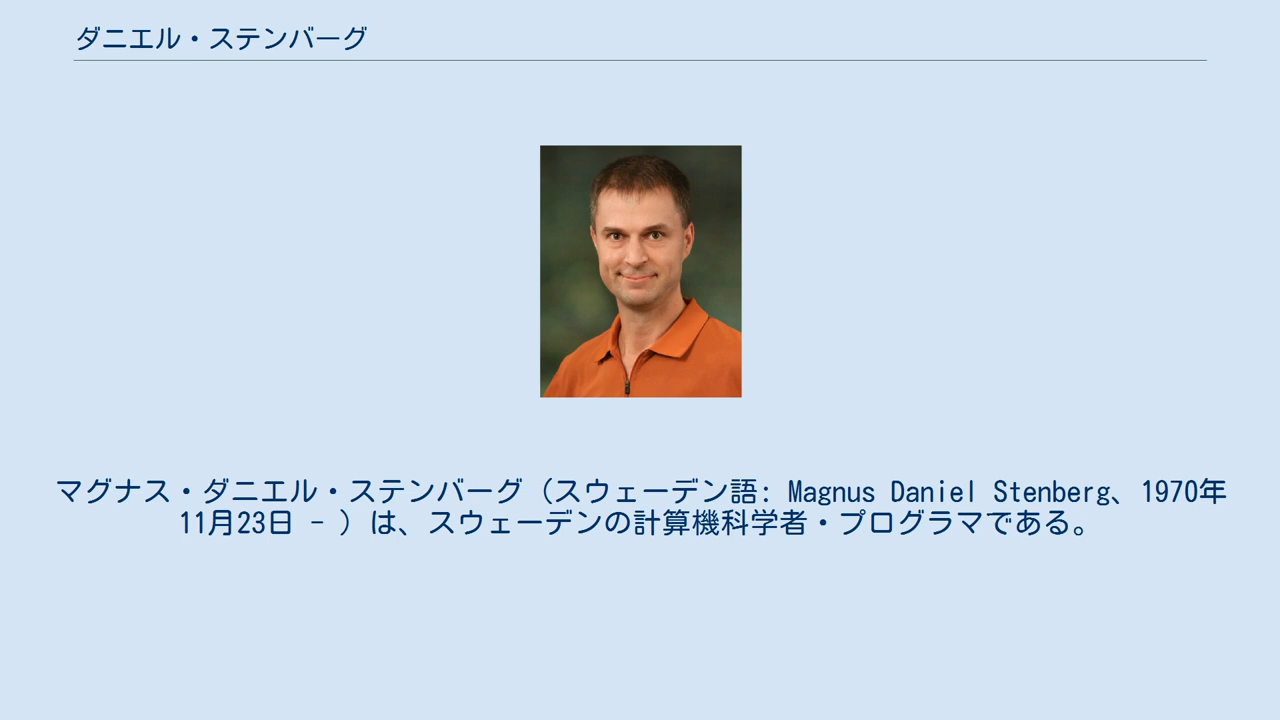 ダニエル・ステンバーグ
マグナス・ダニエル・ステンバーグ（スウェーデン語: Magnus Daniel Stenberg、1970年
11月23日 - ）は、スウェーデンの計算機科学者・プログラマである。